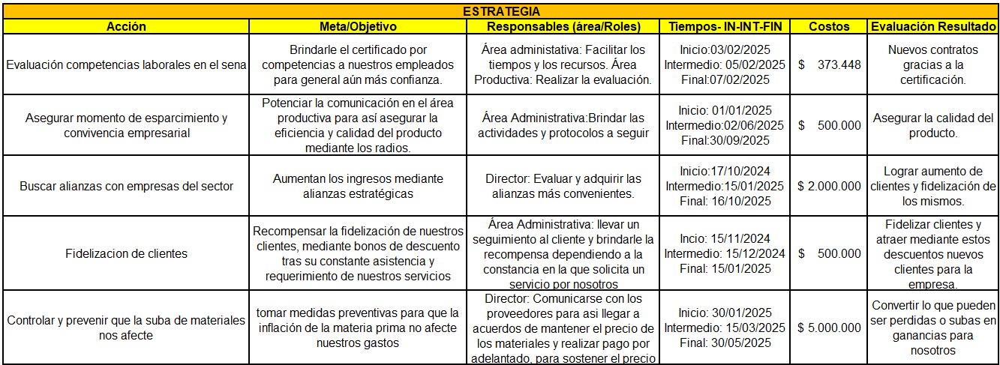 ESTRATEGIA
Acción Meta/Objetivo Responsables (área/Roles) Tiempos- IN-INT-FIN Costos Evaluación Resultado
Evaluación competencias laborales en el sena
Brindarle el certificado por
competencias a nuestros empleados
para general aún más confianza.
Área administativa: Facilitar los
tiempos y los recursos. Área
Productiva: Realizar la evaluación.
Inicio:03/02/2025
Intermedio: 05/02/2025
Final:07/02/2025
$ 373.448
Nuevos contratos
gracias a la
certificación.
Asegurar momento de esparcimiento y
convivencia empresarial
Potenciar la comunicación en el área
productiva para así asegurar la
eficiencia y calidad del producto
mediante los radios.
Área Administrativa:Brindar las
actividades y protocolos a seguir
Inicio: 01/01/2025
Intermedio:02/06/2025
Final:30/09/2025
$ 500.000
Asegurar la calidad del
producto.
Buscar alianzas con empresas del sector
Aumentan los ingresos mediante
alianzas estratégicas
Director: Evaluar y adquirir las
alianzas más convenientes.
Inicio:17/10/2024
Intermedio:15/01/2025
Final: 16/10/2025
$ 2.000.000
Lograr aumento de
clientes y fidelización de
los mismos.
Fidelizacion de clientes
Recompensar la fidelización de nuestros
clientes, mediante bonos de descuento
tras su constante asistencia y
requerimiento de nuestros servicios
Área Administrativa: llevar un
seguimiento al cliente y brindarle la
recompensa dependiendo a la
constancia en la que solicita un
servicio por nosotros
Incio: 15/11/2024
Intermedio: 15/12/2024
Final: 15/01/2025
$ 500.000
Fidelizar clientes y
atraer mediante estos
descuentos nuevos
clientes para la
empresa.
Controlar y prevenir que la suba de materiales
nos afecte
tomar medidas preventivas para que la
inflación de la materia prima no afecte
nuestros gastos
Director: Comunicarse con los
proveedores para asi llegar a
acuerdos de mantener el precio de
los materiales y realizar pago por
adelantado, para sostener el precio
Inicio: 30/01/2025
Intermedio: 15/03/2025
Final: 30/05/2025
$ 5.000.000
Convertir lo que pueden
ser perdidas o subas en
ganancias para
nosotros